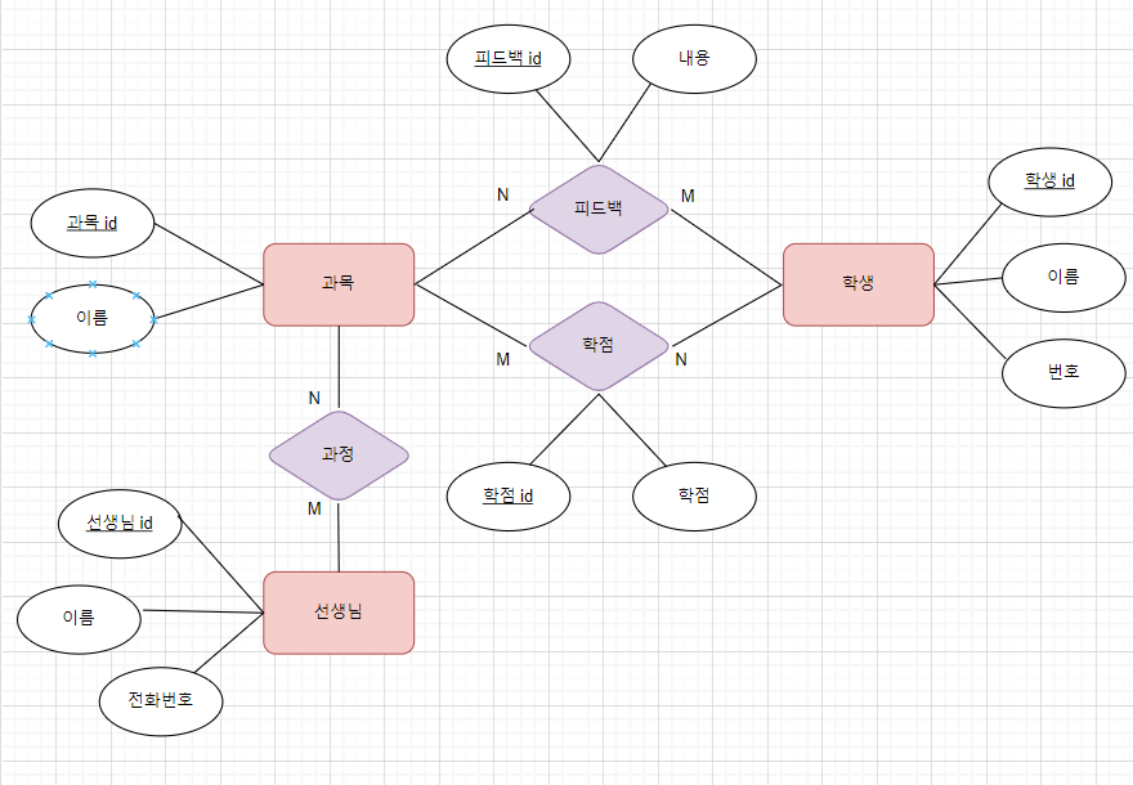 피드백 id
내용
학생 id
N
M
피드백
과목 id
과목
학생
이름
이름
학점
M
N
번호
N
과정
학점 id
학점
M
선생님 id
이름
선생님
전화번호